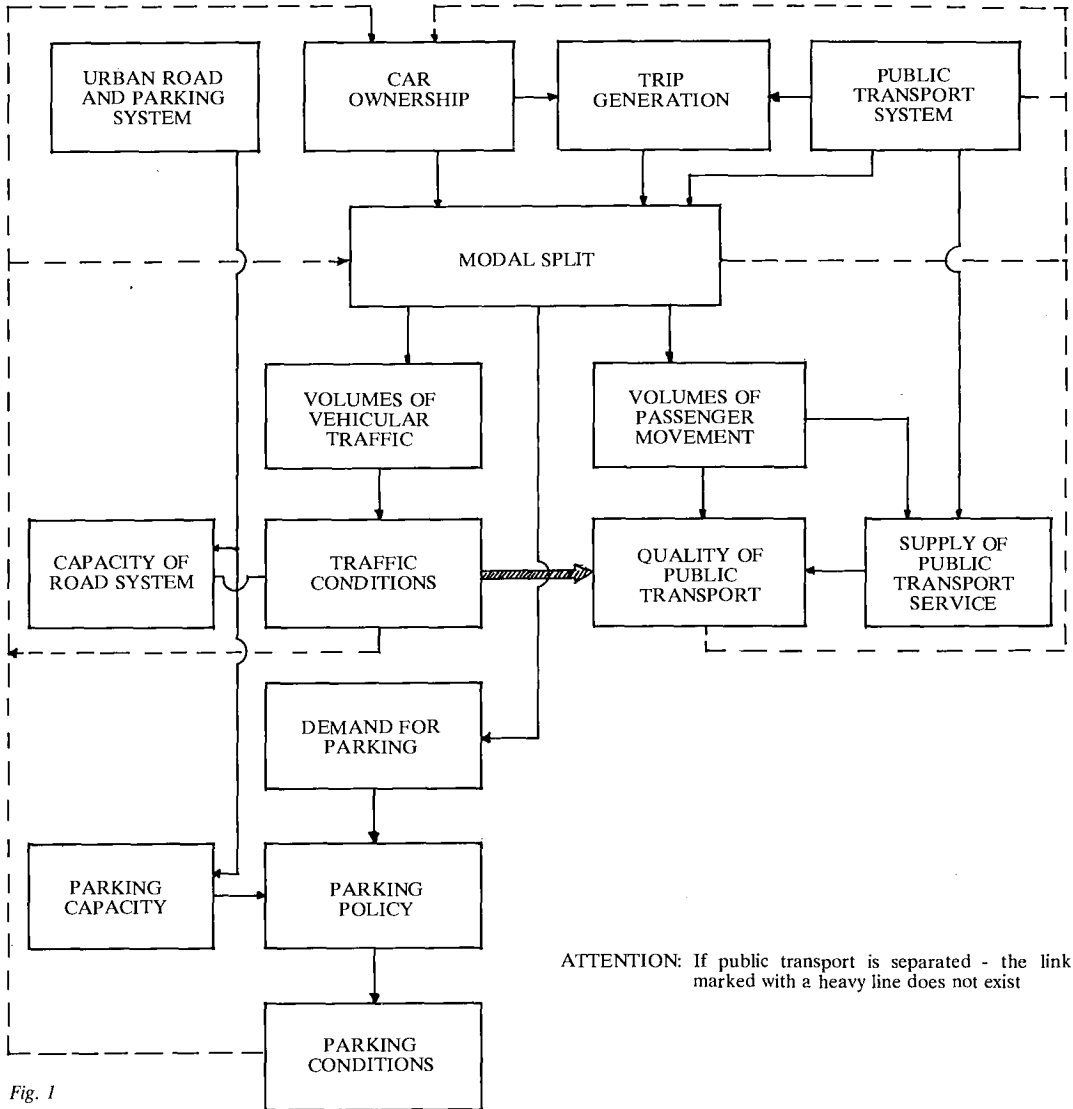 URBAN ROAD
AND PARKING
SYSTEM
CAR
OWNERSHIP
TRIP
GENERATION
PUBLIC
TRANSPORT
SYSTEM
MODAL SPLIT
VOLUMES OF
VEHICULAR
TRAFFIC
VOLUMES OF
PASSENGER
MOVEMENT
CAPACITY OF
ROAD SYSTEM
TRAFFIC
CONDITIONS
QUALITY OF
PUBLIC
TRANSPORT
SUPPLY OF
PUBLIC
TRANSPORT
SERVICE
DEMAND FOR
PARKING
PARKING
CAPACITY
PARKING
POLICY
PARKING
CONDITIONS
ATTENTION: If public transport is separated - the link
marked with a heavy line does not exist
Fig. 1